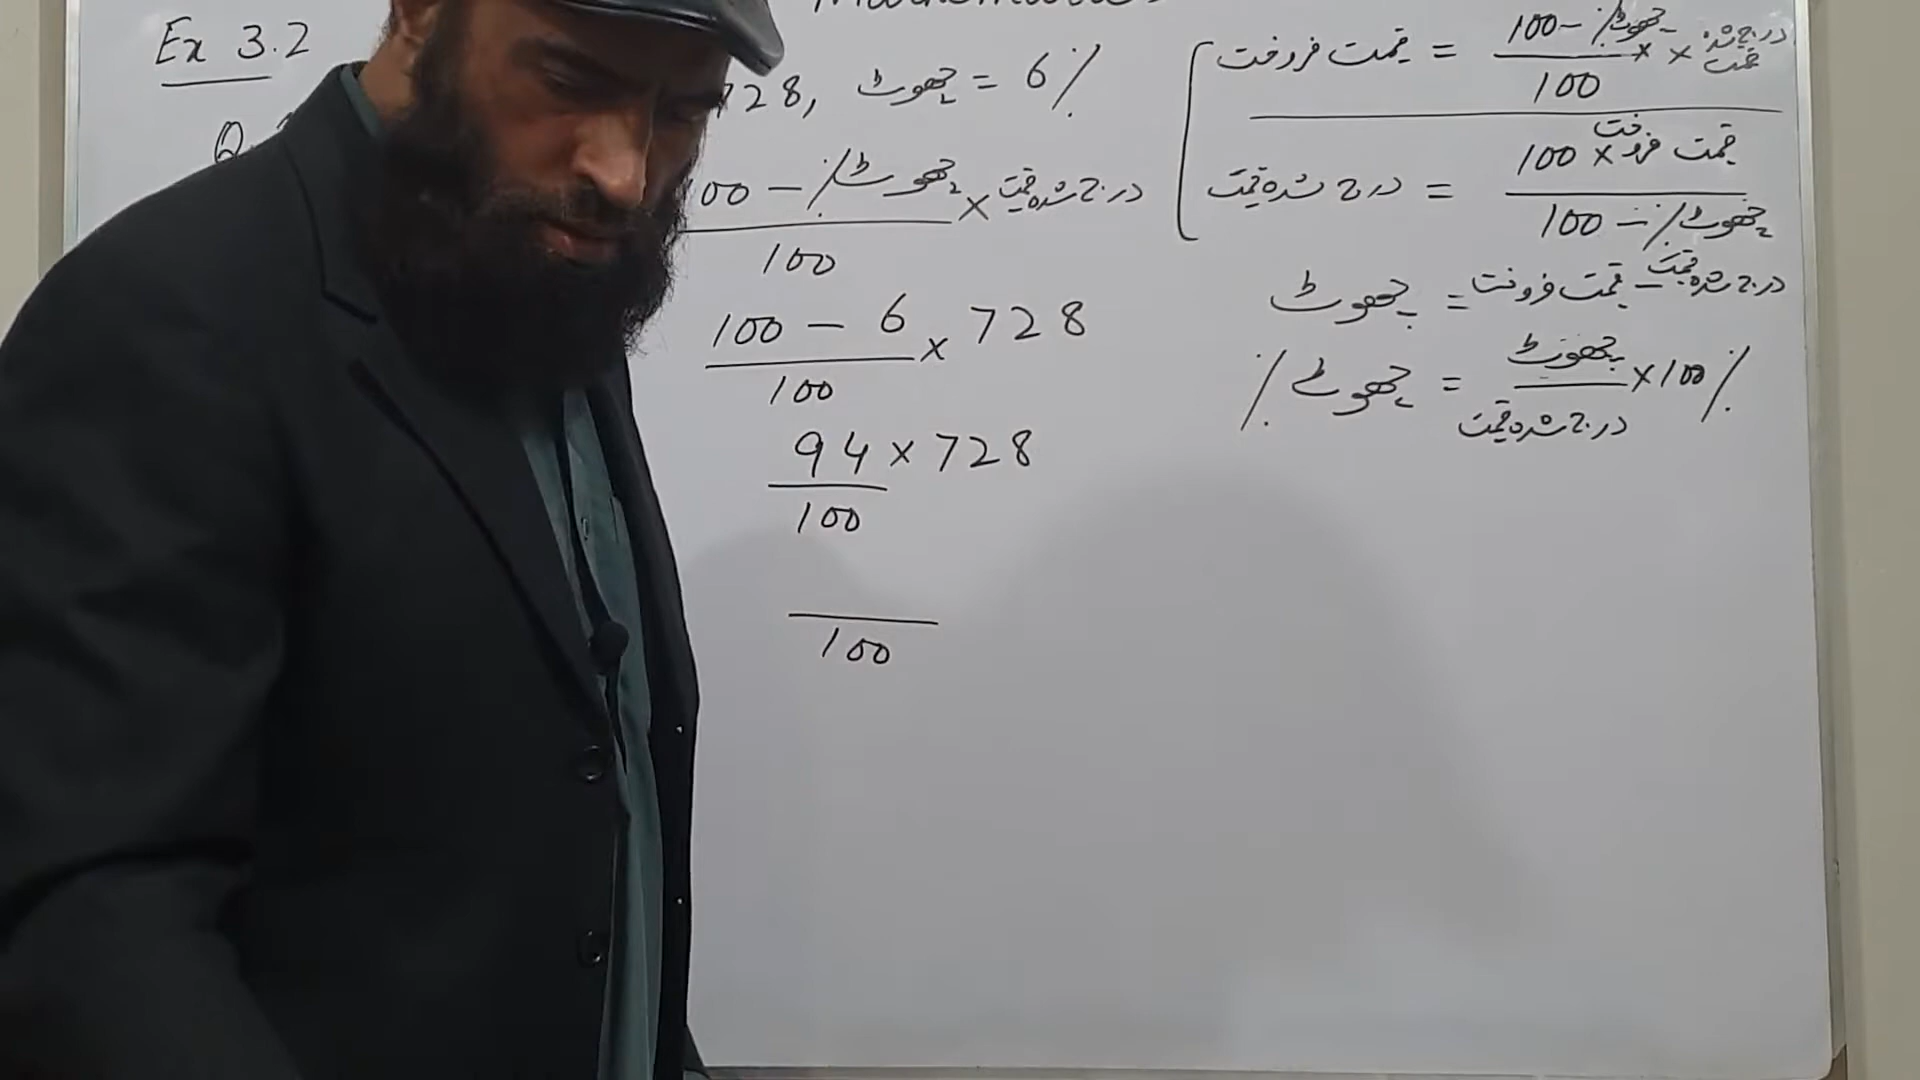 Ex 3.2
728, چھوٹ = 6%
100 - %چھوٹ × درج شدہ قیمت
100
100 - 6 × 728
100
94 × 728
100
100
قیمت فروخت = 100 - %چھوٹ × درج شدہ قیمت
100
درج شدہ قیمت = قیمت فروخت × 100
100 - %چھوٹ
چھوٹ = قیمت فروخت - درج شدہ قیمت
%چھوٹ = چھوٹ × 100%
درج شدہ قیمت